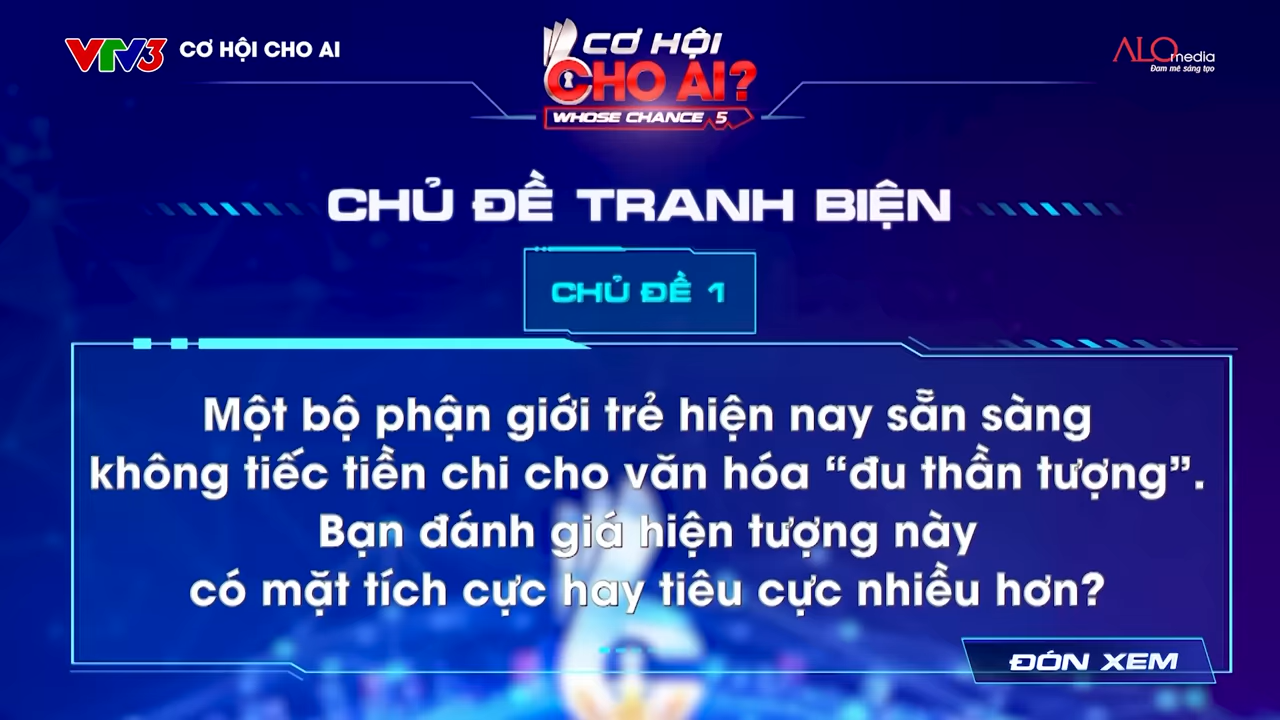 VTV3 CƠ HỘI CHO AI
CƠ HỘI
CHO AI?
WHOSE CHANCE 5
ALOmedia
Đam mê sáng tạo
CHỦ ĐỀ TRANH BIỆN
CHỦ ĐỀ 1
Một bộ phận giới trẻ hiện nay sẵn sàng
không tiếc tiền chi cho văn hóa “đu thần tượng”.
Bạn đánh giá hiện tượng này
có mặt tích cực hay tiêu cực nhiều hơn?
ĐÓN XEM